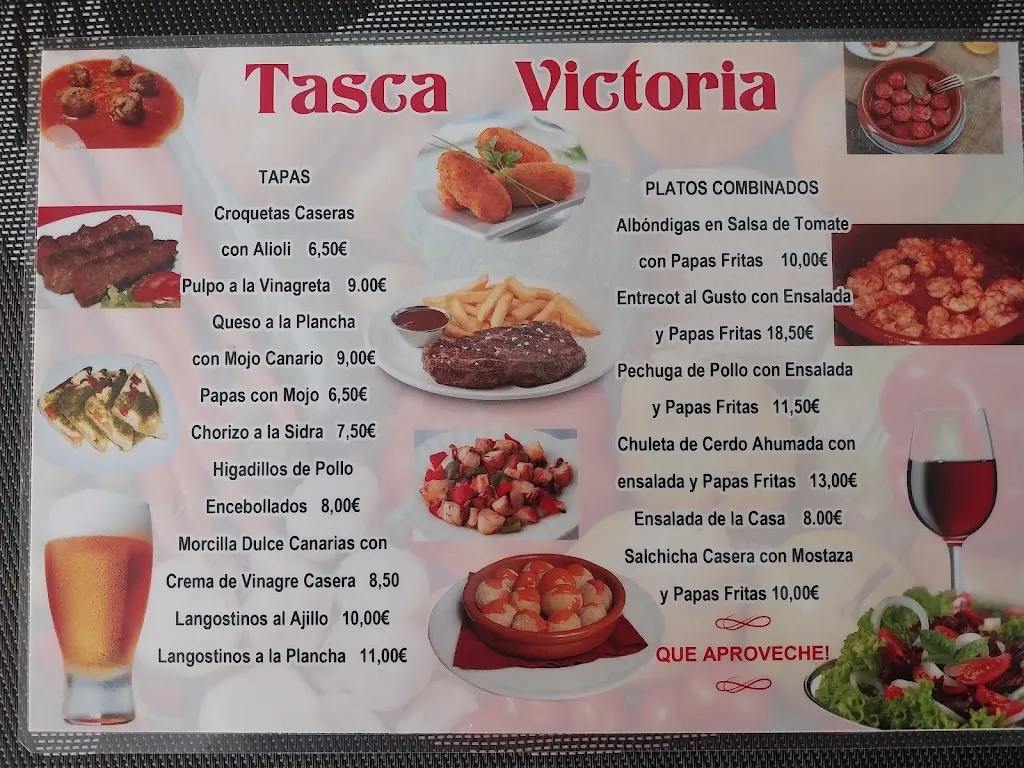 Tasca Victoria
TAPAS
Croquetas Caseras
con Alioli 6,50€
Pulpo a la Vinagreta 9.00€
Queso a la Plancha
con Mojo Canario 9,00€
Papas con Mojo 6,50€
Chorizo a la Sidra 7,50€
Higadillos de Pollo
Encebollados 8,00€
Morcilla Dulce Canarias con
Crema de Vinagre Casera 8,50
Langostinos al Ajillo 10,00€
Langostinos a la Plancha 11,00€
PLATOS COMBINADOS
Albóndigas en Salsa de Tomate
con Papas Fritas 10,00€
Entrecot al Gusto con Ensalada
y Papas Fritas 18,50€
Pechuga de Pollo con Ensalada
y Papas Fritas 11,50€
Chuleta de Cerdo Ahumada con
ensalada y Papas Fritas 13,00€
Ensalada de la Casa 8.00€
Salchicha Casera con Mostaza
y Papas Fritas 10,00€
QUE APROVECHE!